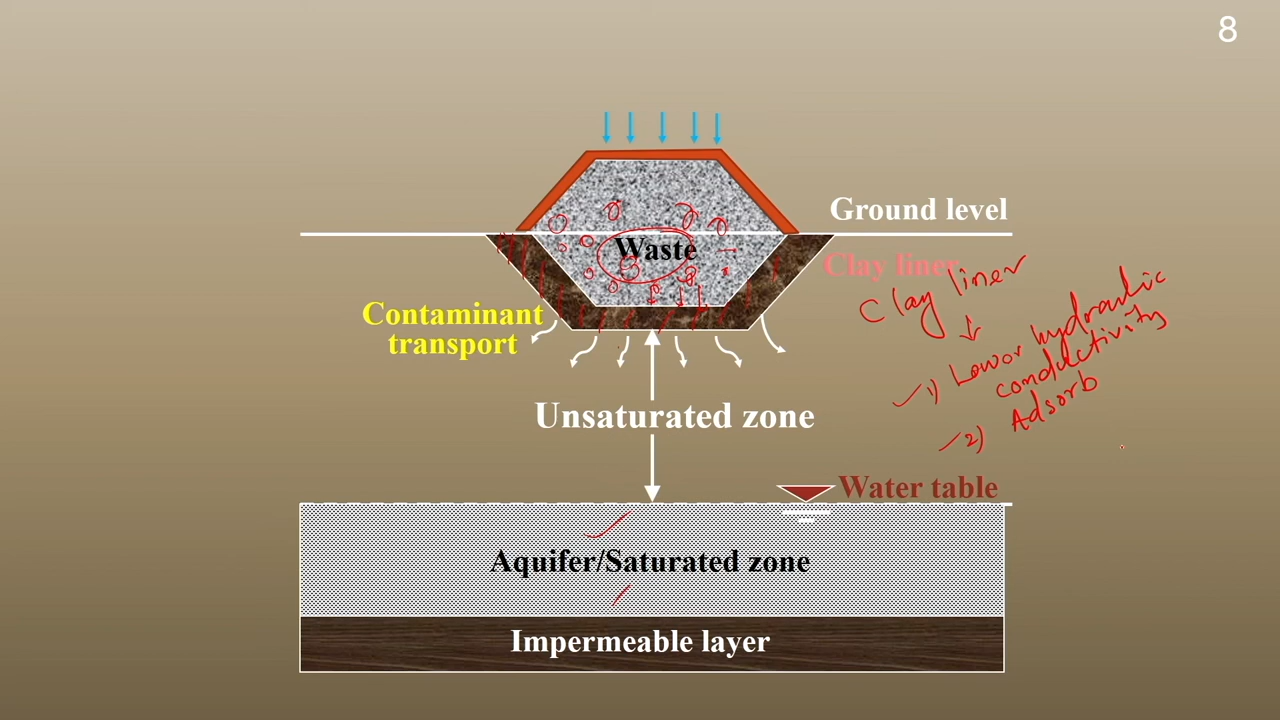 8
Ground level
Waste
Clay liner
Clay liner
Contaminant
transport
1) Lower hydraulic
conductivity
2) Adsorb
Unsaturated zone
Water table
Aquifer/Saturated zone
Impermeable layer